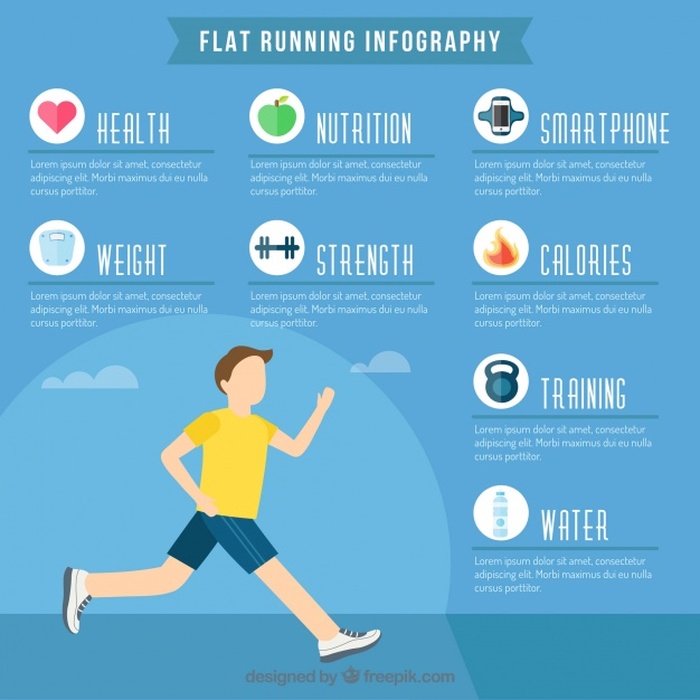 FLAT RUNNING INFOGRAPHY
HEALTH
Lorem ipsum dolor sit amet, consectetur
adipiscing elit. Morbi maximus dui eu nulla
cursus porttitor.
NUTRITION
Lorem ipsum dolor sit amet, consectetur
adipiscing elit. Morbi maximus dui eu nulla
cursus porttitor.
SMARTPHONE
Lorem ipsum dolor sit amet, consectetur
adipiscing elit. Morbi maximus dui eu nulla
cursus porttitor.
WEIGHT
Lorem ipsum dolor sit amet, consectetur
adipiscing elit. Morbi maximus dui eu nulla
cursus porttitor.
STRENGTH
Lorem ipsum dolor sit amet, consectetur
adipiscing elit. Morbi maximus dui eu nulla
cursus porttitor.
CALORIES
Lorem ipsum dolor sit amet, consectetur
adipiscing elit. Morbi maximus dui eu nulla
cursus porttitor.
TRAINING
Lorem ipsum dolor sit amet, consectetur
adipiscing elit. Morbi maximus dui eu nulla
cursus porttitor.
WATER
Lorem ipsum dolor sit amet, consectetur
adipiscing elit. Morbi maximus dui eu nulla
cursus porttitor.
designed by freepik.com